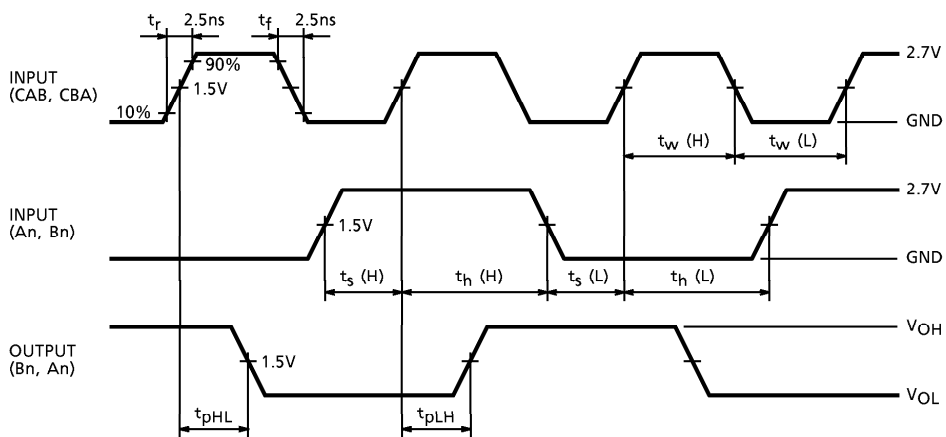 tr 2.5ns tf 2.5ns
INPUT
(CAB, CBA)
90%
1.5V
10%
2.7V
GND
tw (H) tw (L)
INPUT
(An, Bn)
1.5V
2.7V
GND
ts (H) th (H) ts (L) th (L)
OUTPUT
(Bn, An)
1.5V
VOH
VOL
tpHL tpLH